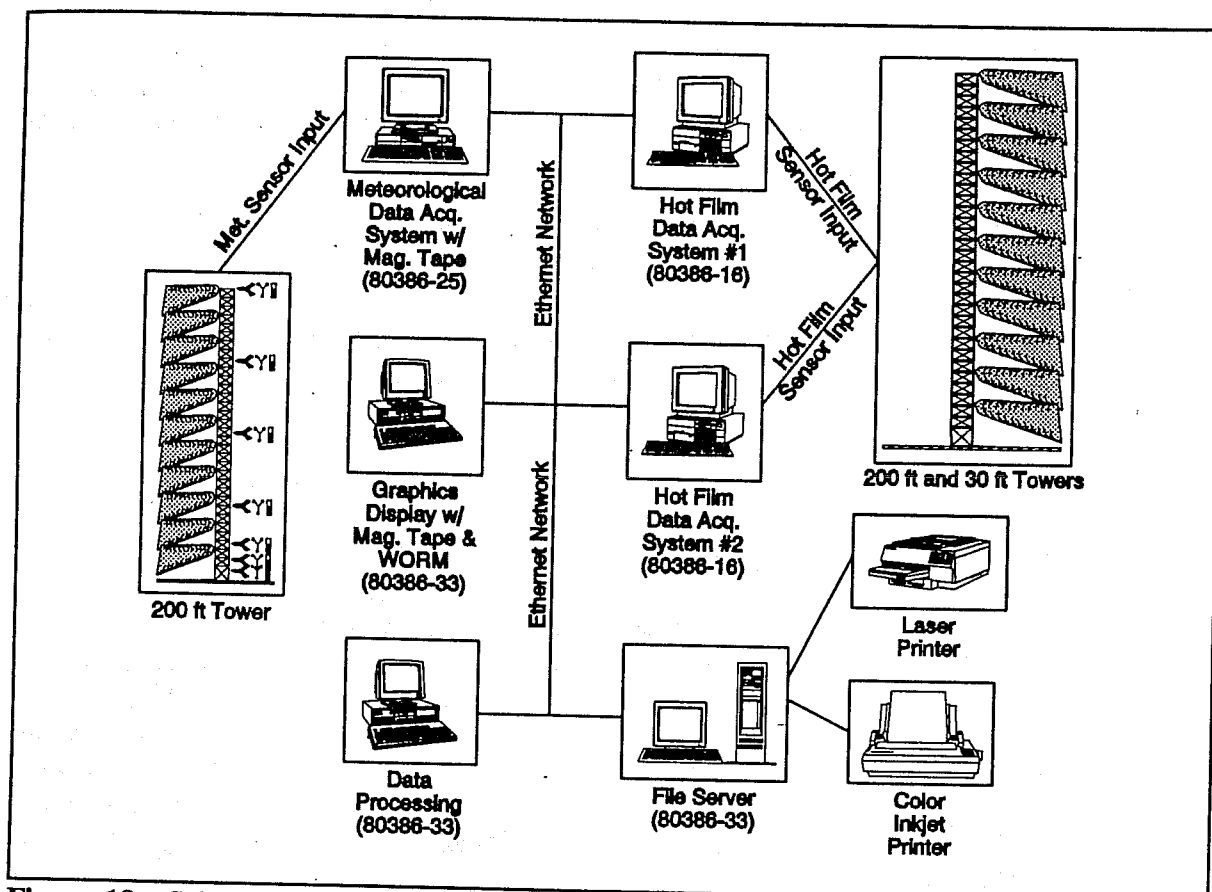 Met. Sensor Input
Meteorological
Data Acq.
System w/
Mag. Tape
(80386-25)
Ethernet Network
Hot Film
Data Acq.
System #1
(80386-16)
Hot Film
Sensor Input
200 ft Tower
Graphics
Display w/
Mag. Tape &
WORM
(80386-33)
Ethernet Network
Hot Film
Data Acq.
System #2
(80386-16)
Hot Film
Sensor Input
200 ft and 30 ft Towers
Laser
Printer
Data
Processing
(80386-33)
File Server
(80386-33)
Color
Inkjet
Printer